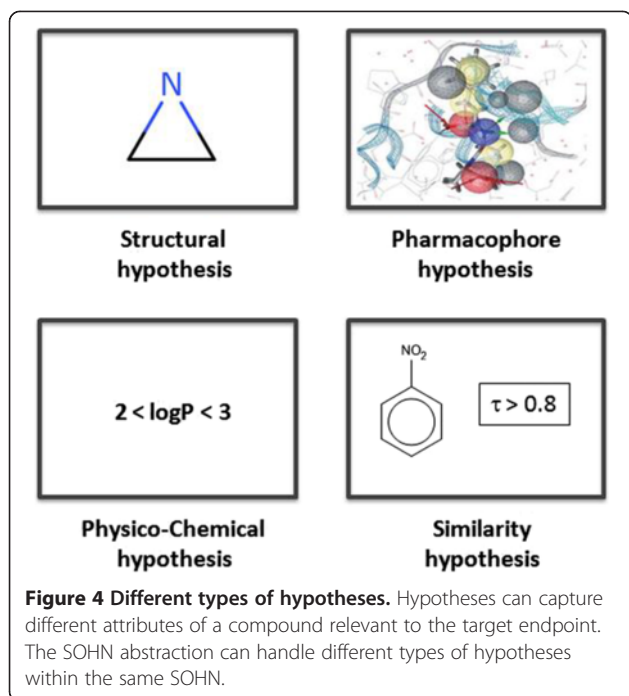 N
Structural
hypothesis
Pharmacophore
hypothesis
2 < logP < 3
Physico-Chemical
hypothesis
NO₂
τ > 0.8
Similarity
hypothesis
Figure 4 Different types of hypotheses. Hypotheses can capture
different attributes of a compound relevant to the target endpoint.
The SOHN abstraction can handle different types of hypotheses
within the same SOHN.